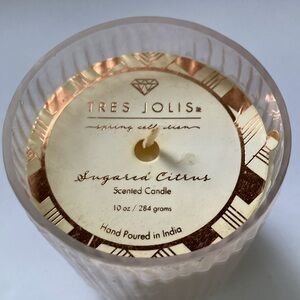 TRES JOLIS
spring collection
Sugared Citrus
Scented Candle
10 oz / 284 grams
Hand Poured in India